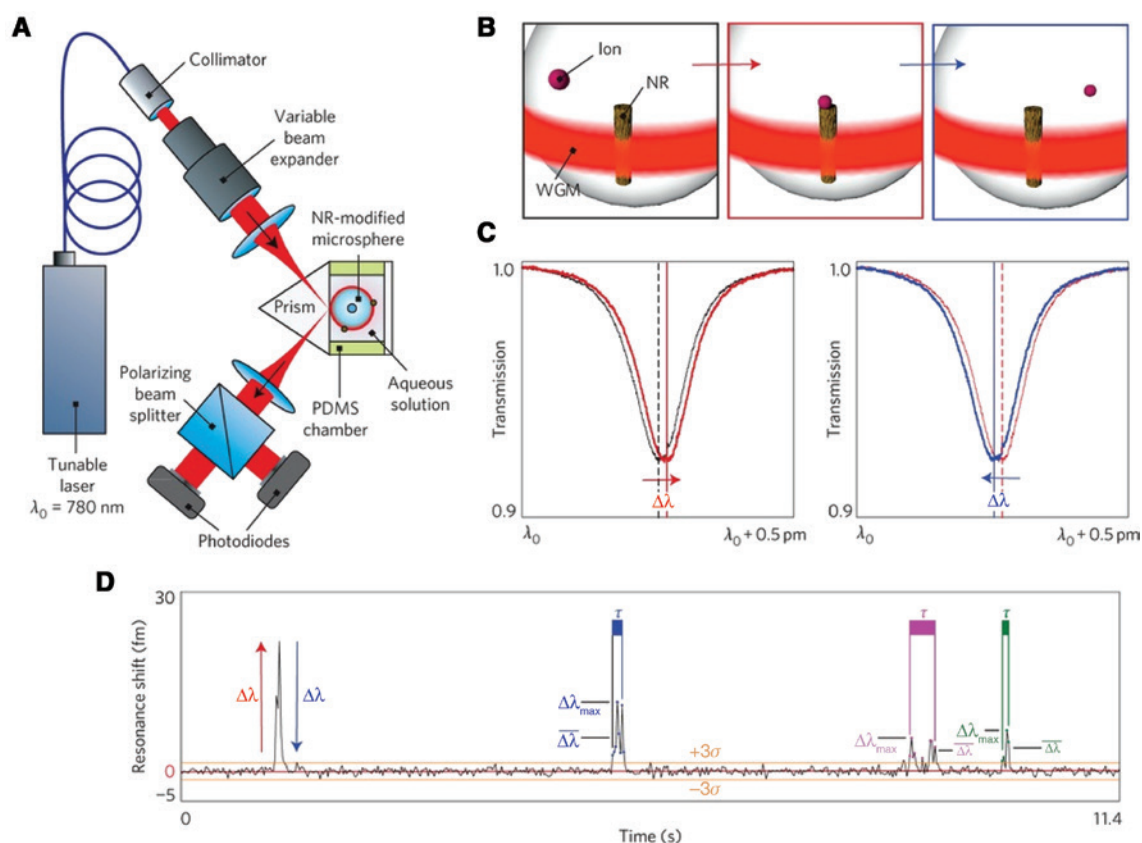 A
Collimator
Variable
beam
expander
NR-modified
microsphere
Prism
Polarizing
beam
splitter
PDMS
chamber
Aqueous
solution
Tunable
laser
λ₀ = 780 nm
Photodiodes
B
Ion
NR
WGM
C
1.0
Transmission
0.9
Δλ
λ₀
λ₀ + 0.5 pm
1.0
Transmission
0.9
Δλ
λ₀
λ₀ + 0.5 pm
D
30
Resonance shift (fm)
0
−5
Δλ
Δλ
τ
Δλmax
Δλ̅
τ
Δλmax
Δλ̅
τ
Δλmax
Δλ̅
+3σ
−3σ
0
11.4
Time (s)